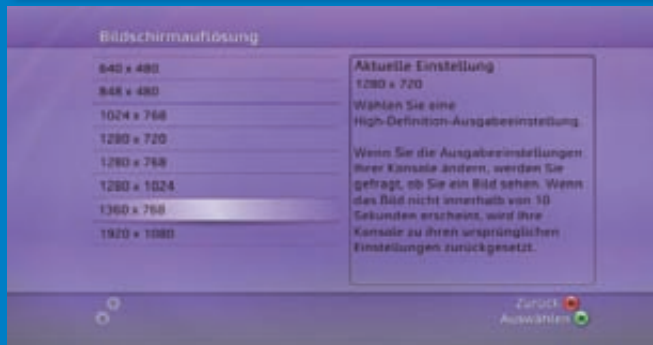 Bildschirmauflösung
640 x 480
848 x 480
1024 x 768
1280 x 720
1280 x 768
1280 x 1024
1360 x 768
1920 x 1080
Aktuelle Einstellung
1280 x 720
Wählen Sie eine
High-Definition-Ausgabeeinstellung.
Wenn Sie die Ausgabeeinstellungen
Ihrer Konsole ändern, werden Sie
gefragt, ob Sie ein Bild sehen. Wenn
das Bild nicht innerhalb von 10
Sekunden erscheint, wird Ihre
Konsole zu ihren ursprünglichen
Einstellungen zurückgesetzt.
Zurück
Auswählen